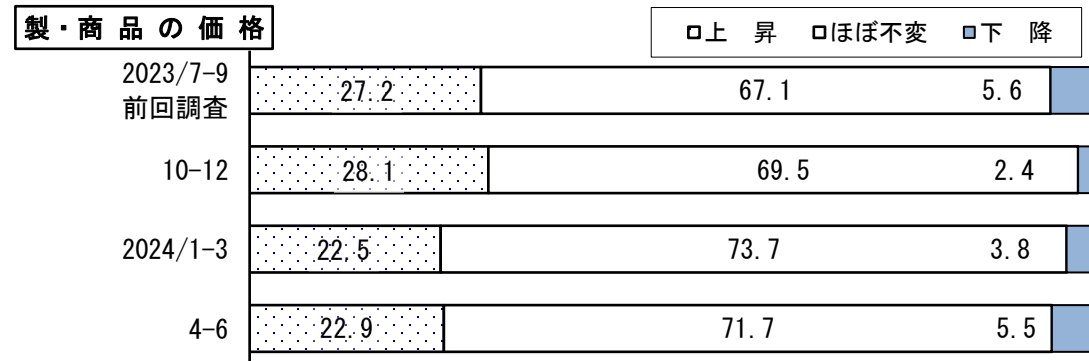 製・商 品 の 価 格
□上 昇 □ほぼ不変 ■下 降
2023/7-9
前回調査
27.2 67.1 5.6
10-12 28.1 69.5 2.4
2024/1-3 22.5 73.7 3.8
4-6 22.9 71.7 5.5